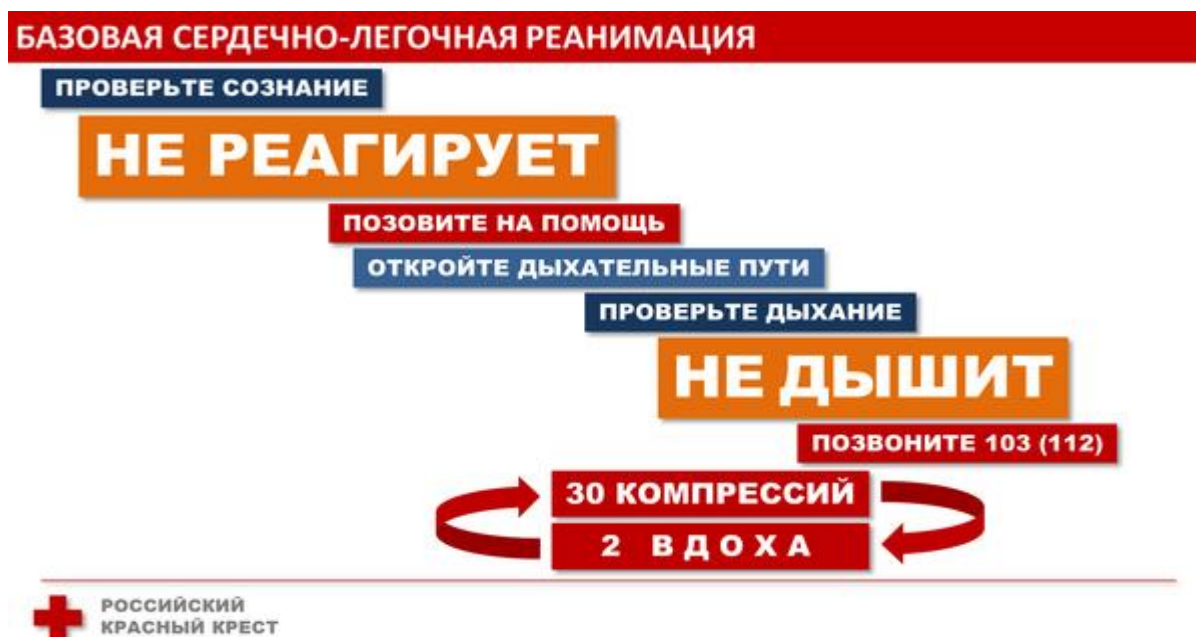 БАЗОВАЯ СЕРДЕЧНО-ЛЕГОЧНАЯ РЕАНИМАЦИЯ
ПРОВЕРЬТЕ СОЗНАНИЕ
НЕ РЕАГИРУЕТ
ПОЗОВИТЕ НА ПОМОЩЬ
ОТКРОЙТЕ ДЫХАТЕЛЬНЫЕ ПУТИ
ПРОВЕРЬТЕ ДЫХАНИЕ
НЕ ДЫШИТ
ПОЗВОНИТЕ 103 (112)
30 КОМПРЕССИЙ
2 ВДОХА
РОССИЙСКИЙ
КРАСНЫЙ КРЕСТ